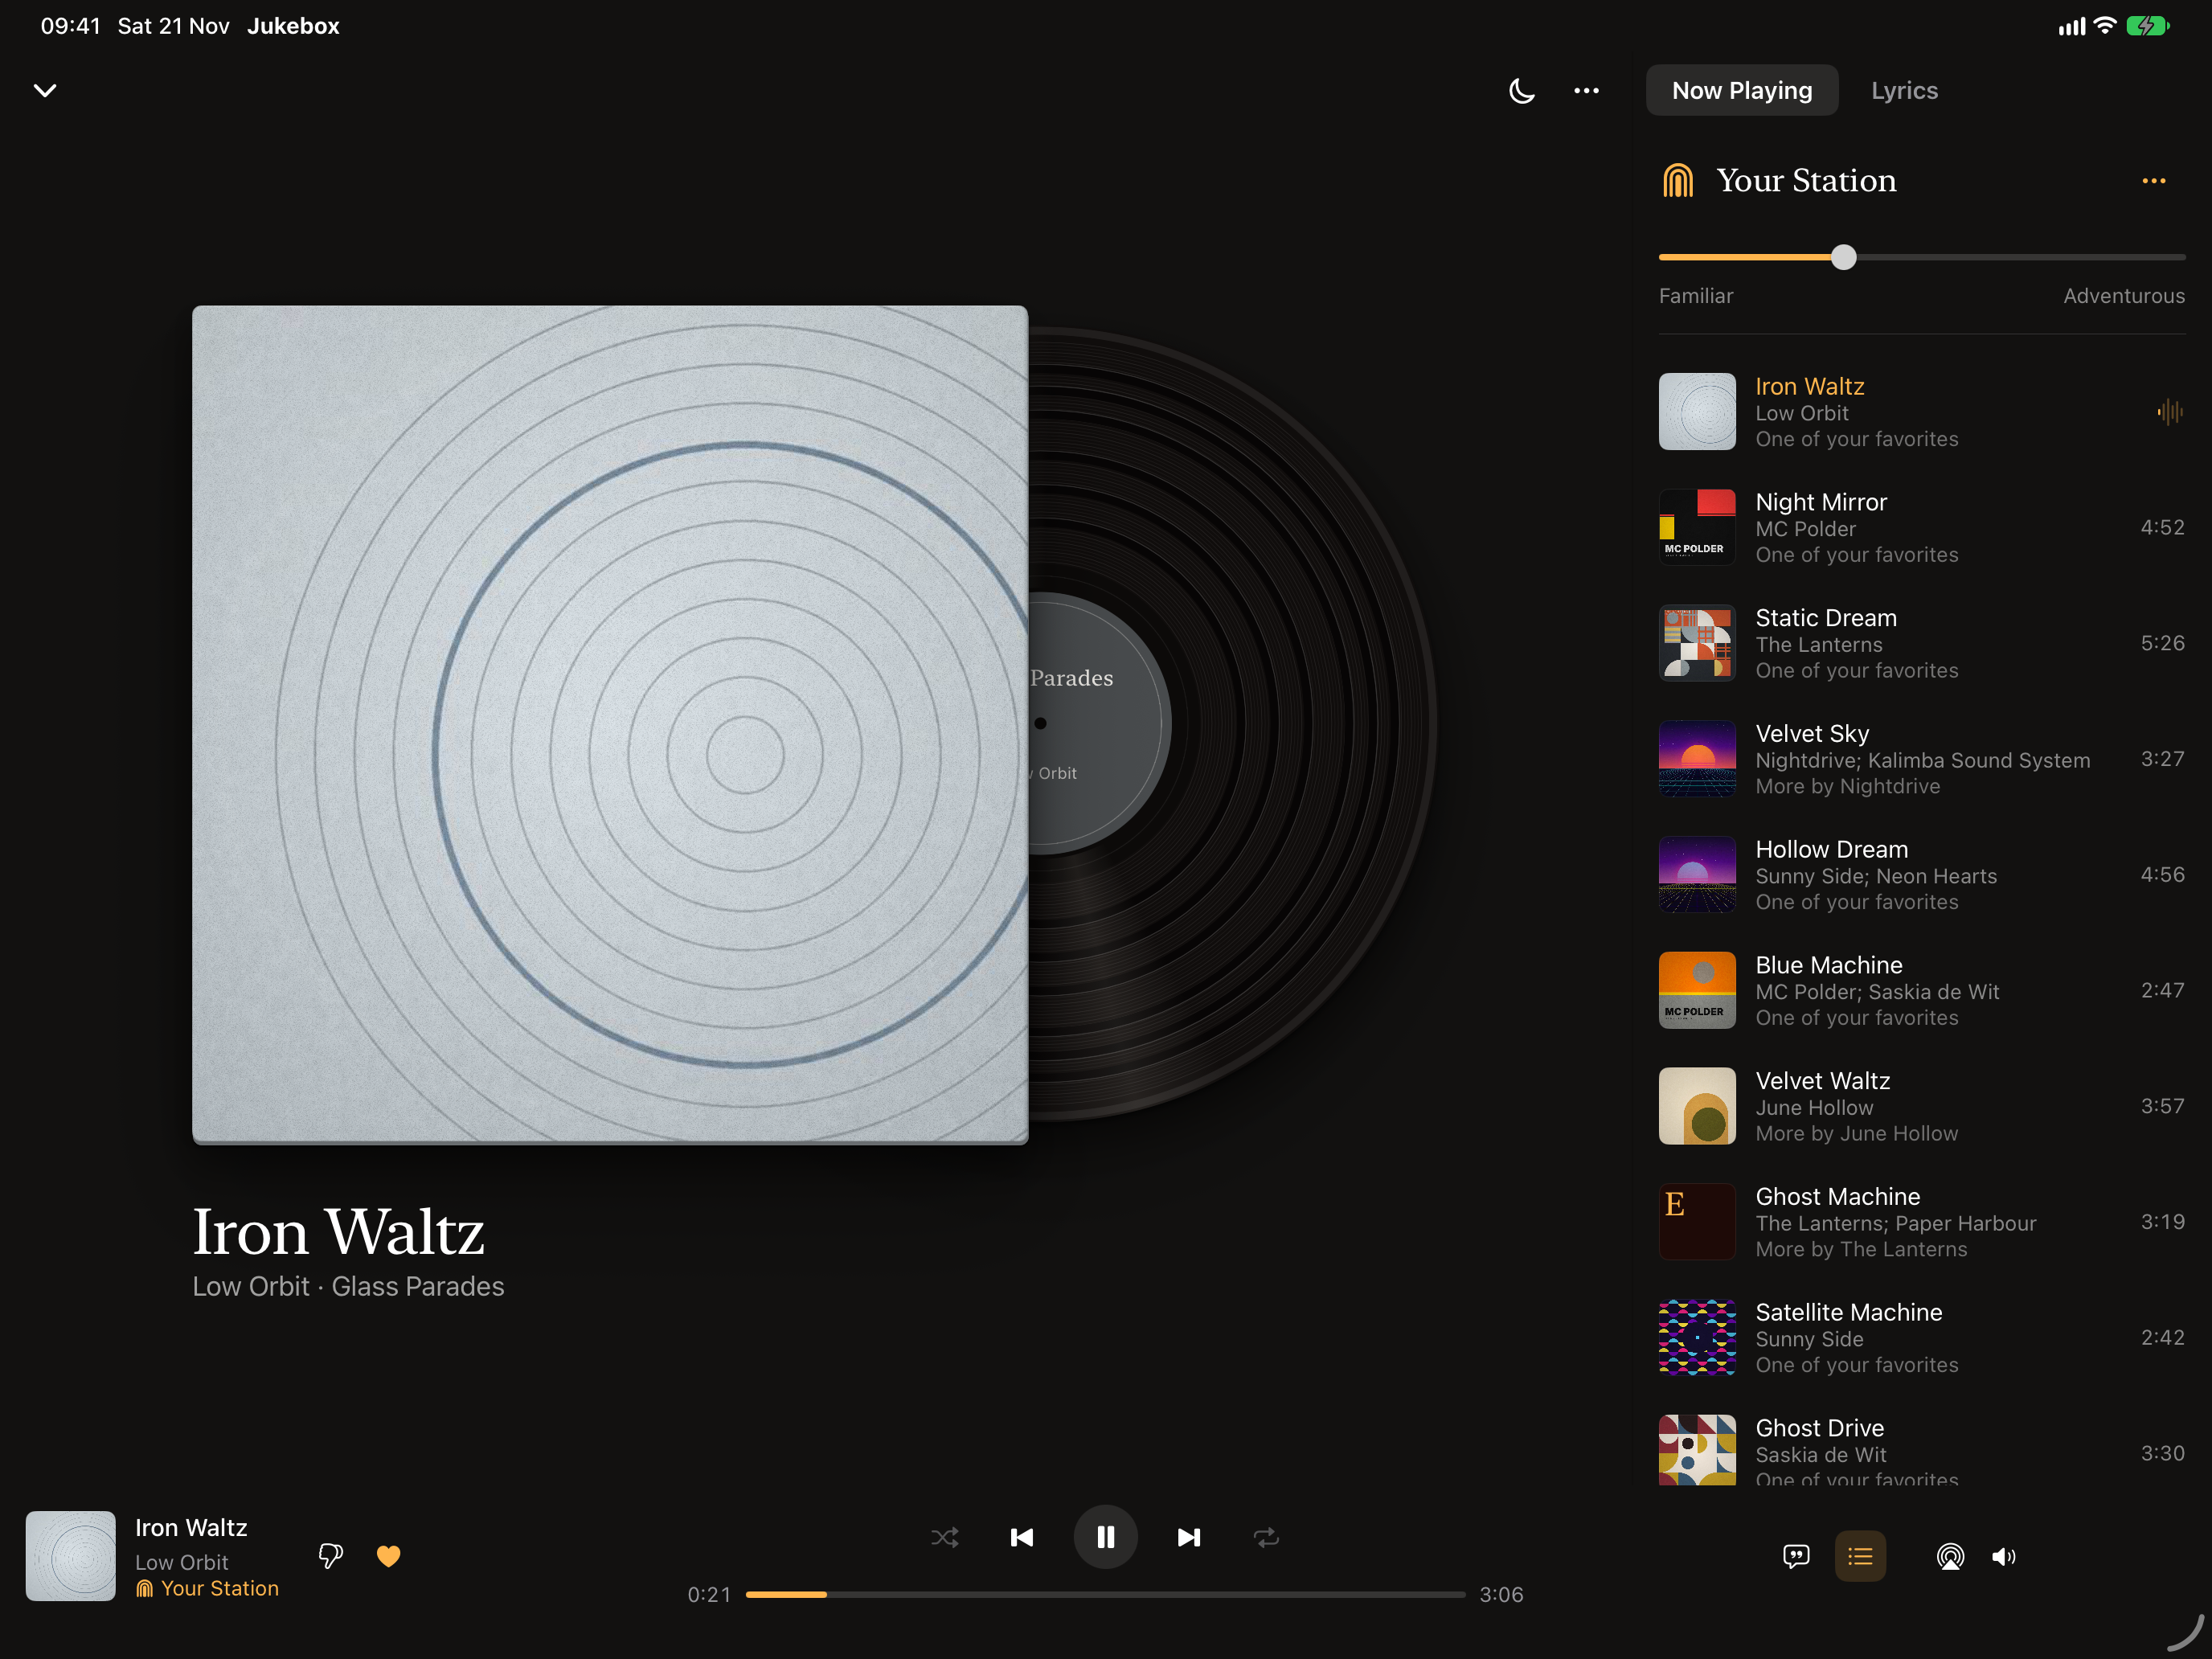 09:41 Sat 21 Nov Jukebox
Now Playing
Lyrics
Your Station
Familiar
Adventurous
Iron Waltz
Low Orbit
One of your favorites
Night Mirror
MC Polder
One of your favorites
4:52
MC POLDER
Static Dream
The Lanterns
One of your favorites
5:26
Velvet Sky
Nightdrive; Kalimba Sound System
More by Nightdrive
3:27
Hollow Dream
Sunny Side; Neon Hearts
One of your favorites
4:56
Blue Machine
MC Polder; Saskia de Wit
One of your favorites
2:47
MC POLDER
Velvet Waltz
June Hollow
More by June Hollow
3:57
E
Ghost Machine
The Lanterns; Paper Harbour
More by The Lanterns
3:19
Satellite Machine
Sunny Side
One of your favorites
2:42
Ghost Drive
Saskia de Wit
One of your favorites
3:30
Parades
Orbit
Iron Waltz
Low Orbit · Glass Parades
Iron Waltz
Low Orbit
Your Station
0:21
3:06